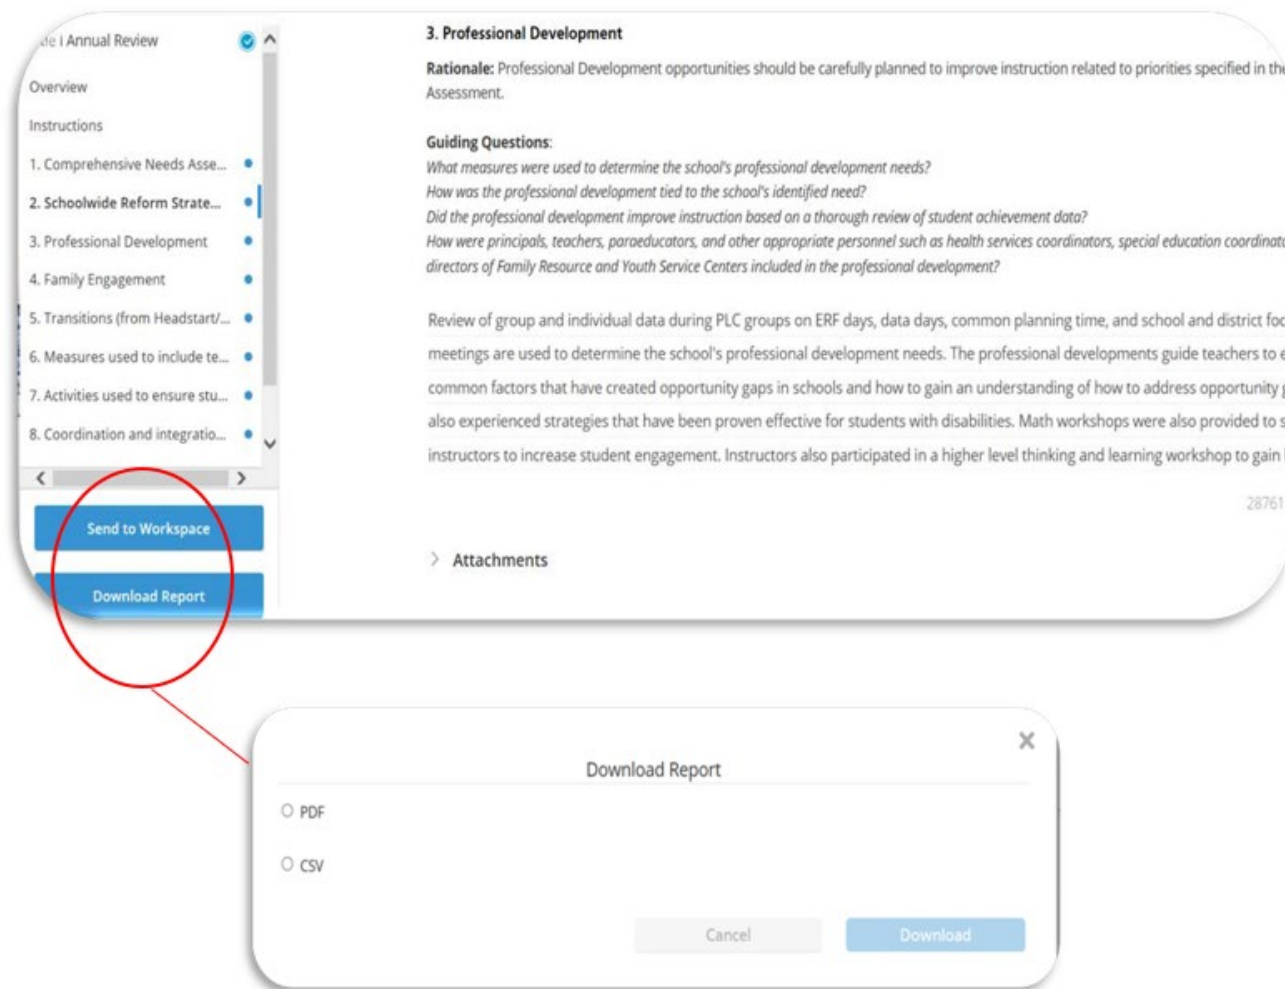 I Annual Review
Overview
Instructions
1. Comprehensive Needs Asse...
2. Schoolwide Reform Strate...
3. Professional Development
4. Family Engagement
5. Transitions (from Headstart/...
6. Measures used to include te...
7. Activities used to ensure stu...
8. Coordination and integratio...
Send to Workspace
Download Report
3. Professional Development
Rationale: Professional Development opportunities should be carefully planned to improve instruction related to priorities specified in the
Assessment.
Guiding Questions:
What measures were used to determine the school's professional development needs?
How was the professional development tied to the school's identified need?
Did the professional development improve instruction based on a thorough review of student achievement data?
How were principals, teachers, paraeducators, and other appropriate personnel such as health services coordinators, special education
directors of Family Resource and Youth Service Centers included in the professional development?
Review of group and individual data during PLC groups on ERF days, data days, common planning time, and school and district
meetings are used to determine the school's professional development needs. The professional developments guide teachers to
common factors that have created opportunity gaps in schools and how to gain an understanding of how to address opportunity
also experienced strategies that have been proven effective for students with disabilities. Math workshops were also provided to
instructors to increase student engagement. Instructors also participated in a higher level thinking and learning workshop to gain
28761
Attachments
Download Report
PDF
CSV
Cancel
Download